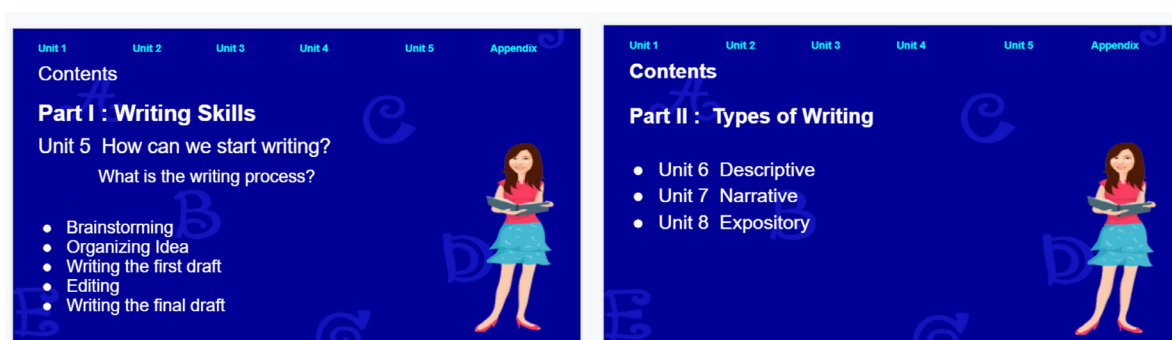 Unit 1 Unit 2 Unit 3 Unit 4 Unit 5 Appendix
Contents
Part I : Writing Skills
Unit 5 How can we start writing?
What is the writing process?
● Brainstorming
● Organizing Idea
● Writing the first draft
● Editing
● Writing the final draft
Unit 1 Unit 2 Unit 3 Unit 4 Unit 5 Appendix
Contents
Part II : Types of Writing
● Unit 6 Descriptive
● Unit 7 Narrative
● Unit 8 Expository